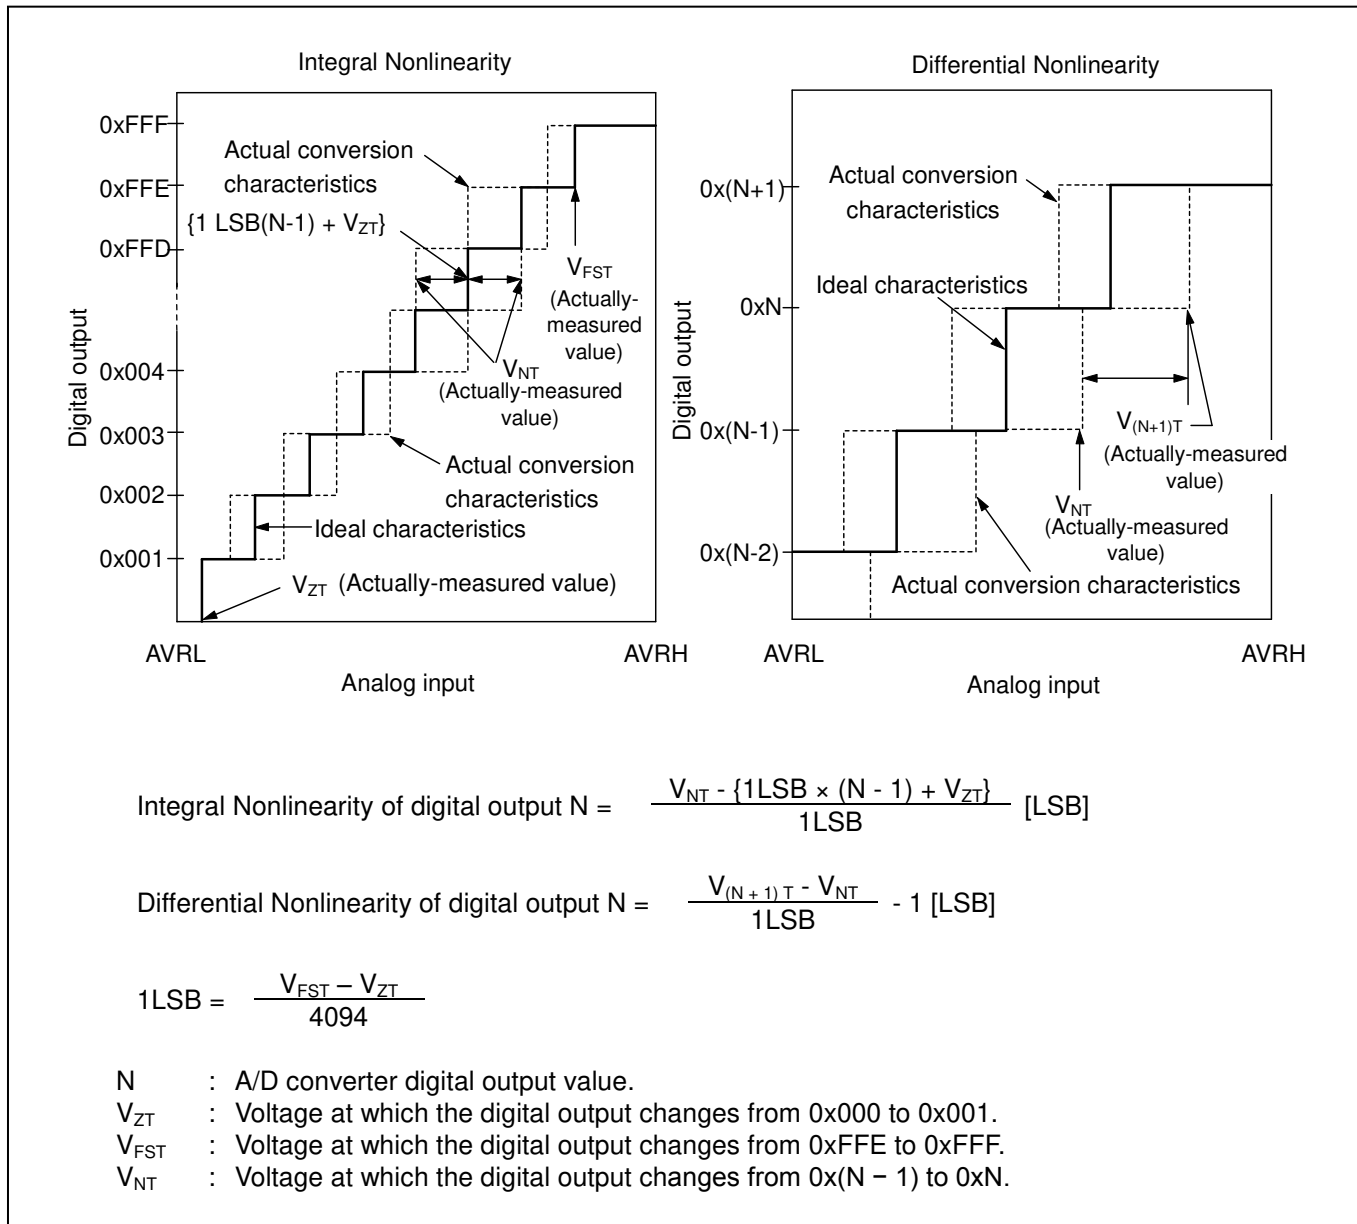 Integral Nonlinearity
0xFFF
Actual conversion
characteristics
0xFFE
{1 LSB(N-1) + VZT}
0xFFD
VFST
(Actually-
measured
value)
Digital output
0x004
VNT
(Actually-measured
value)
0x003
Actual conversion
characteristics
0x002
Ideal characteristics
0x001
VZT (Actually-measured value)
AVRL
AVRH
Analog input
Differential Nonlinearity
0x(N+1)
Actual conversion
characteristics
Ideal characteristics
0xN
Digital output
0x(N-1)
V(N+1)T
(Actually-measured
value)
VNT
(Actually-measured
value)
0x(N-2)
Actual conversion characteristics
AVRL
AVRH
Analog input
Integral Nonlinearity of digital output N = VNT - {1LSB × (N - 1) + VZT} / 1LSB [LSB]
Differential Nonlinearity of digital output N = V(N + 1) T - VNT / 1LSB - 1 [LSB]
1LSB = VFST – VZT / 4094
N : A/D converter digital output value.
VZT : Voltage at which the digital output changes from 0x000 to 0x001.
VFST : Voltage at which the digital output changes from 0xFFE to 0xFFF.
VNT : Voltage at which the digital output changes from 0x(N − 1) to 0xN.